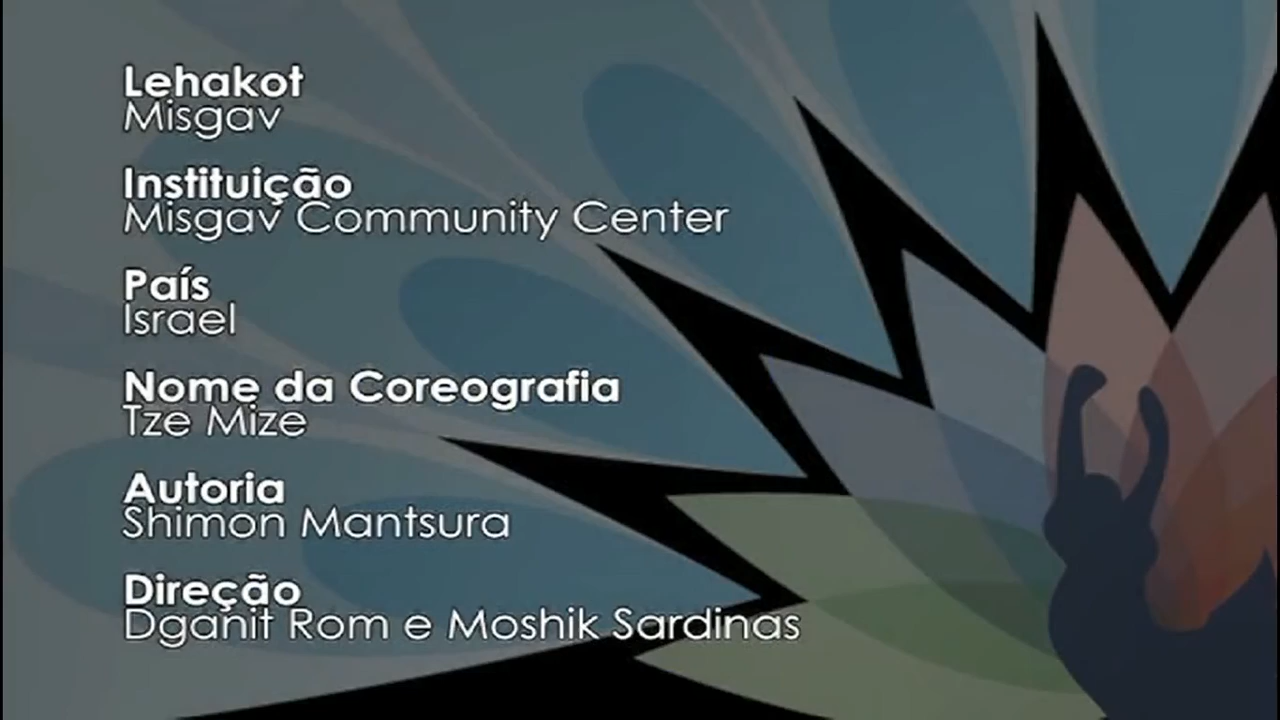 Lehakot
Misgav
Instituição
Misgav Community Center
País
Israel
Nome da Coreografia
Tze Mize
Autoria
Shimon Mantsura
Direção
Dganit Rom e Moshik Sardinas